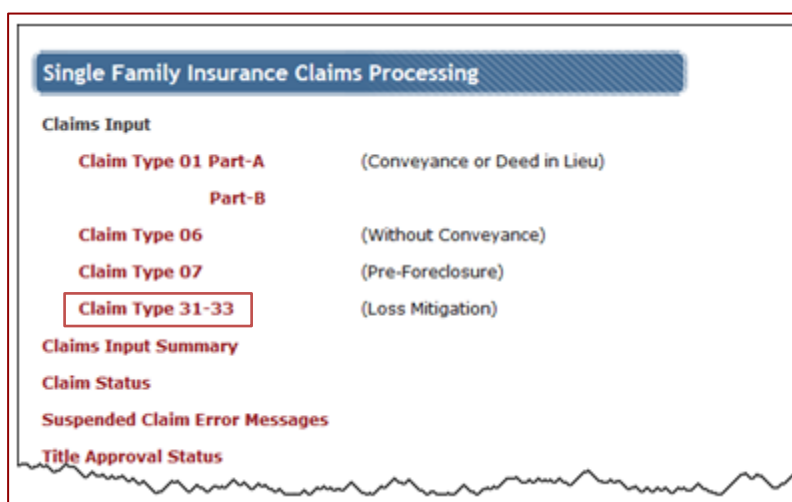 Single Family Insurance Claims Processing
Claims Input
Claim Type 01 Part-A (Conveyance or Deed in Lieu)
Part-B
Claim Type 06 (Without Conveyance)
Claim Type 07 (Pre-Foreclosure)
Claim Type 31-33 (Loss Mitigation)
Claims Input Summary
Claim Status
Suspended Claim Error Messages
Title Approval Status